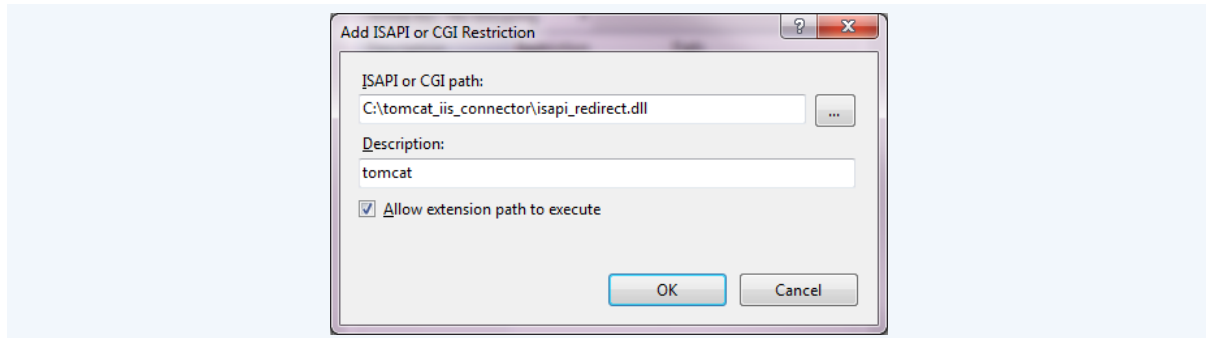 Add ISAPI or CGI Restriction
ISAPI or CGI path:
C:\tomcat_iis_connector\isapi_redirect.dll
...
Description:
tomcat
Allow extension path to execute
OK
Cancel